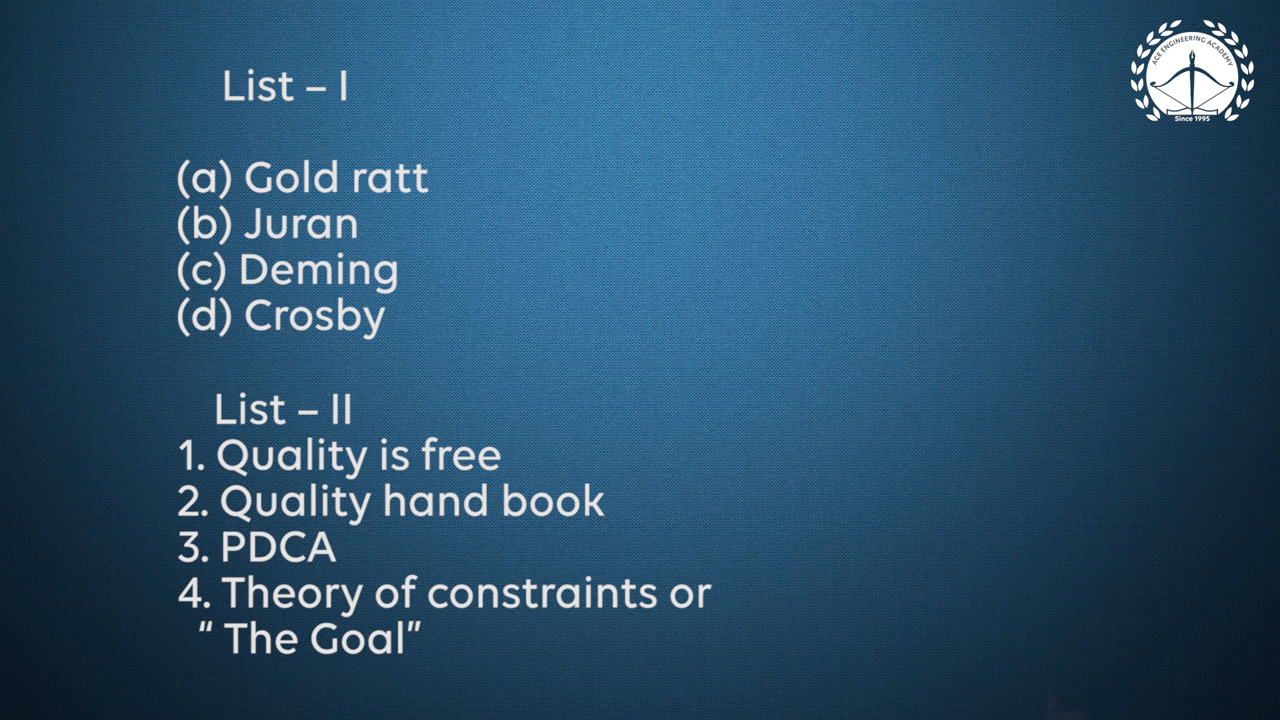 ACE ENGINEERING ACADEMY
Since 1995
List – I
(a) Gold ratt
(b) Juran
(c) Deming
(d) Crosby
List – II
1. Quality is free
2. Quality hand book
3. PDCA
4. Theory of constraints or
“ The Goal”